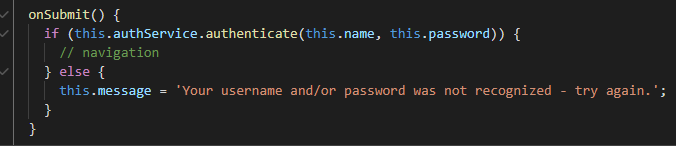 onSubmit() {
if (this.authService.authenticate(this.name, this.password)) {
// navigation
} else {
this.message = 'Your username and/or password was not recognized - try again.';
}
}